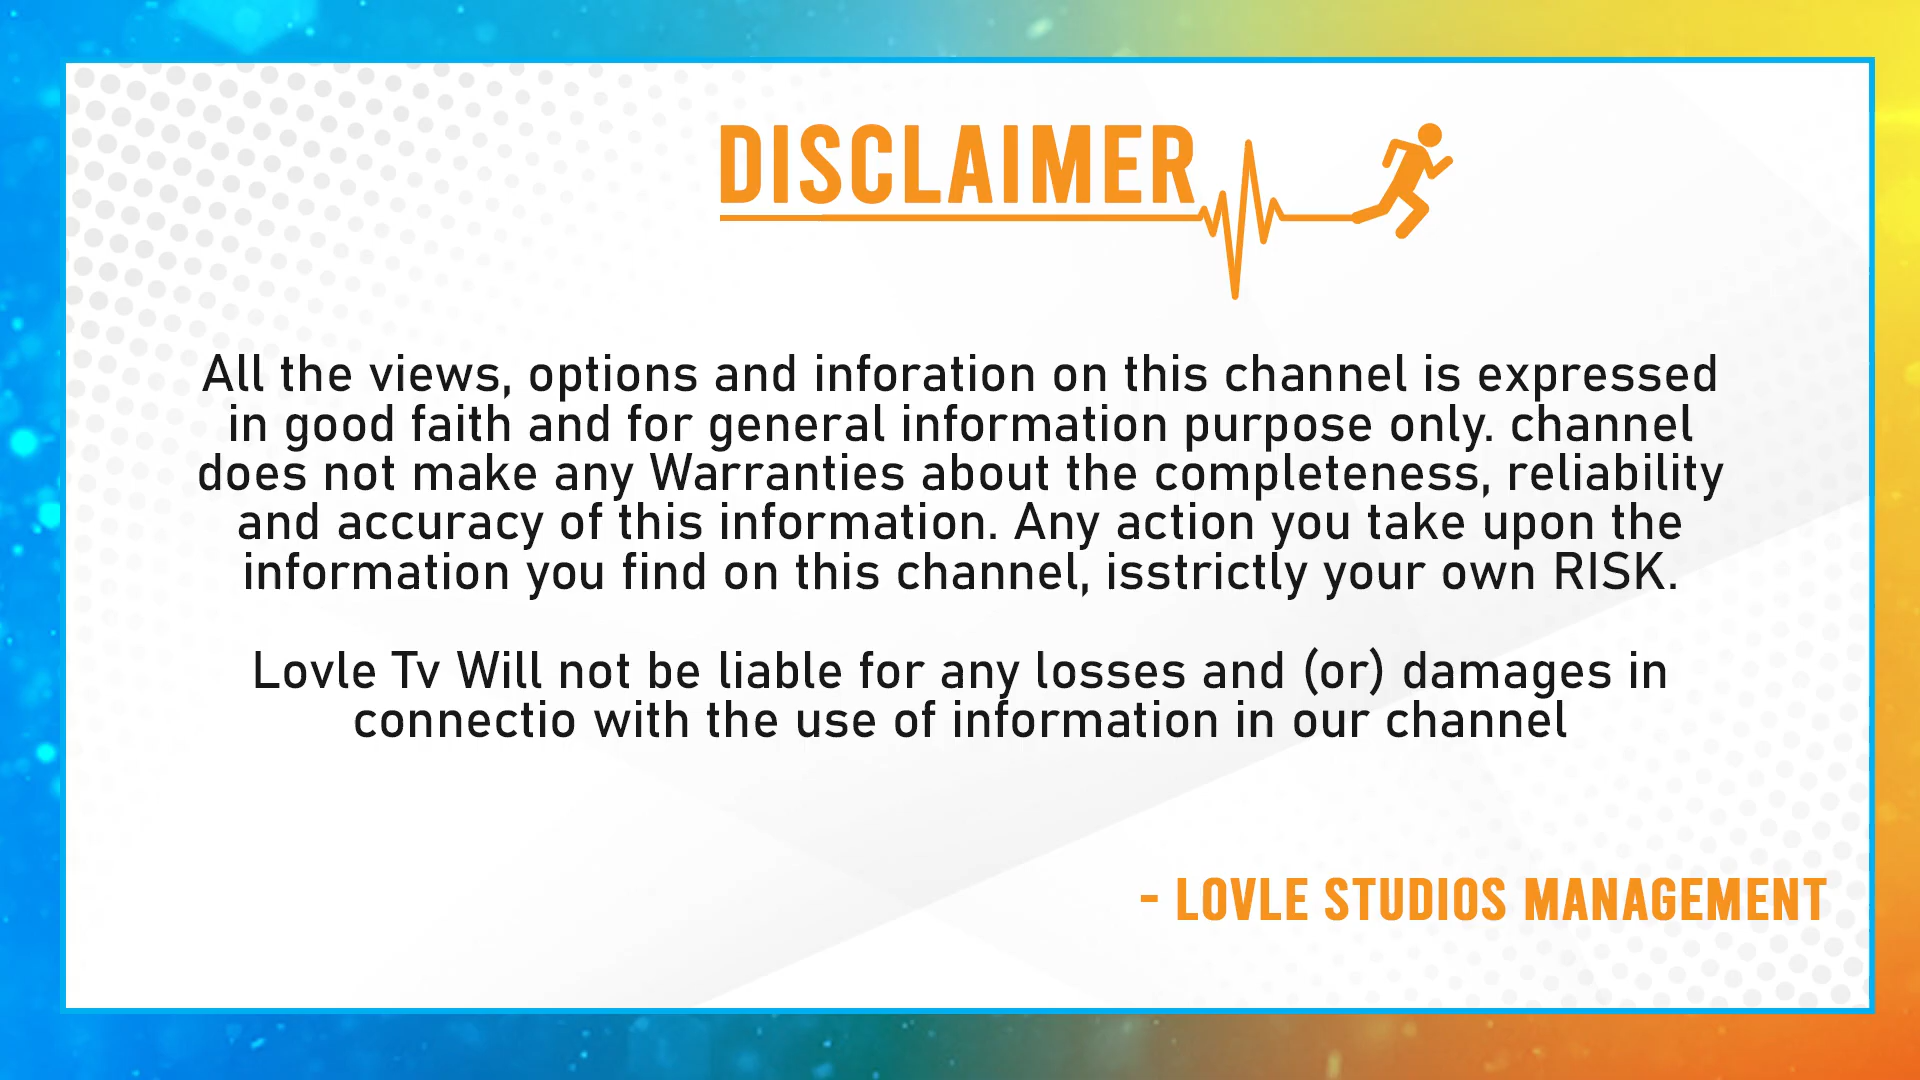 DISCLAIMER
All the views, options and inforation on this channel is expressed
in good faith and for general information purpose only. channel
does not make any Warranties about the completeness, reliability
and accuracy of this information. Any action you take upon the
information you find on this channel, isstrictly your own RISK.
Lovle Tv Will not be liable for any losses and (or) damages in
connectio with the use of information in our channel
- LOVLE STUDIOS MANAGEMENT